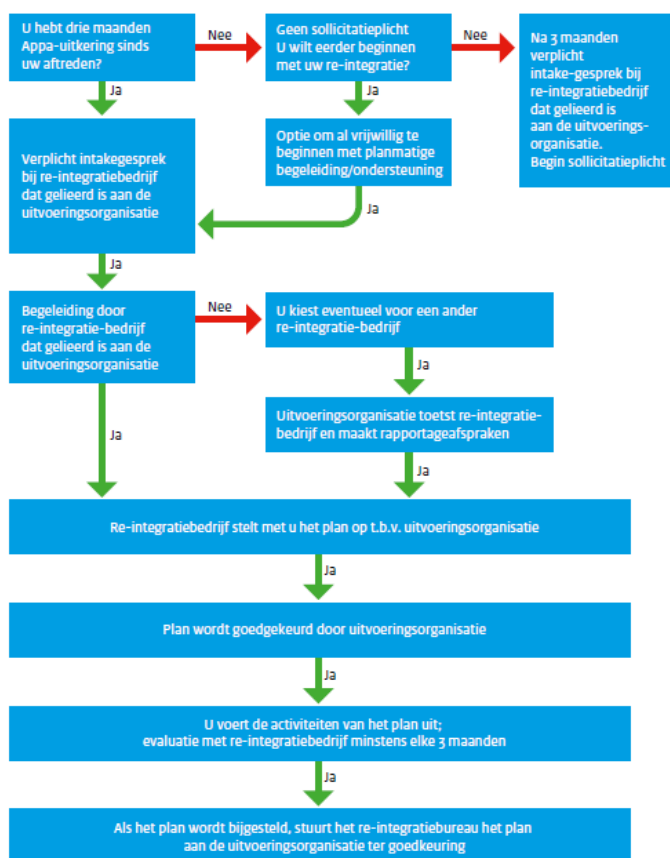 U hebt drie maanden
Appa-uitkering sinds
uw aftreden?
Nee
Geen sollicitatieplicht
U wilt eerder beginnen
met uw re-integratie?
Nee
Na 3 maanden
verplicht
intake-gesprek bij
re-integratiebedrijf
dat gelieerd is
aan de uitvoerings-
organisatie.
Begin sollicitatieplicht
Ja
Ja
Verplicht intakegesprek
bij re-integratiebedrijf
dat gelieerd is aan de
uitvoeringsorganisatie
Optie om al vrijwillig te
beginnen met planmatige
begeleiding/ondersteuning
Ja
Ja
Begeleiding door
re-integratie-bedrijf
dat gelieerd is aan de
uitvoeringsorganisatie
Nee
U kiest eventueel voor een ander
re-integratie-bedrijf
Ja
Uitvoeringsorganisatie toetst re-integratie-
bedrijf en maakt rapportageafspraken
Ja
Ja
Re-integratiebedrijf stelt met u het plan op t.b.v. uitvoeringsorganisatie
Ja
Plan wordt goedgekeurd door uitvoeringsorganisatie
Ja
U voert de activiteiten van het plan uit;
evaluatie met re-integratiebedrijf minstens elke 3 maanden
Ja
Als het plan wordt bijgesteld, stuurt het re-integratiebureau het plan
aan de uitvoeringsorganisatie ter goedkeuring